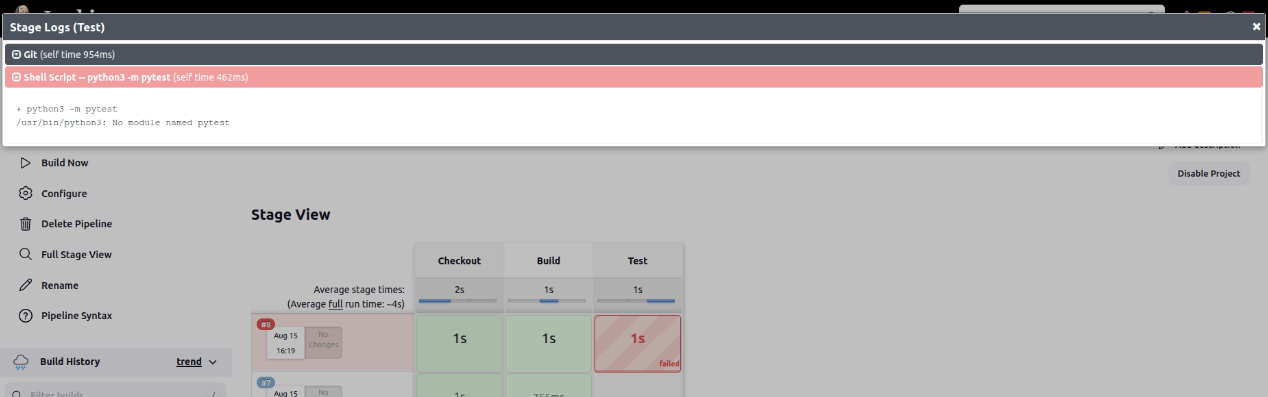 Stage Logs (Test)
Git (self time 954ms)
Shell Script -- python3 -m pytest (self time 462ms)
+ python3 -m pytest
/usr/bin/python3: No module named pytest
Build Now
Disable Project
Configure
Stage View
Delete Pipeline
Full Stage View
Checkout Build Test
Rename
Average stage times: 2s 1s 1s
(Average full run time: ~4s)
Pipeline Syntax
#8
Aug 15 No
16:19 Changes
1s 1s 1s
failed
Build History trend
#7
Aug 15 No
Filter builds /
1s 755ms